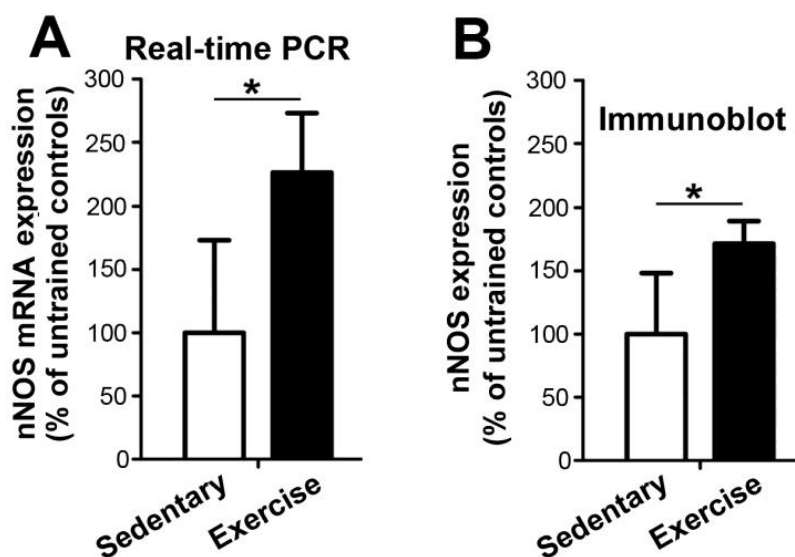 A
Real-time PCR
nNOS mRNA expression
(% of untrained controls)
300
250
200
150
100
50
0
*
Sedentary
Exercise
B
Immunoblot
nNOS expression
(% of untrained controls)
300
250
200
150
100
50
0
*
Sedentary
Exercise